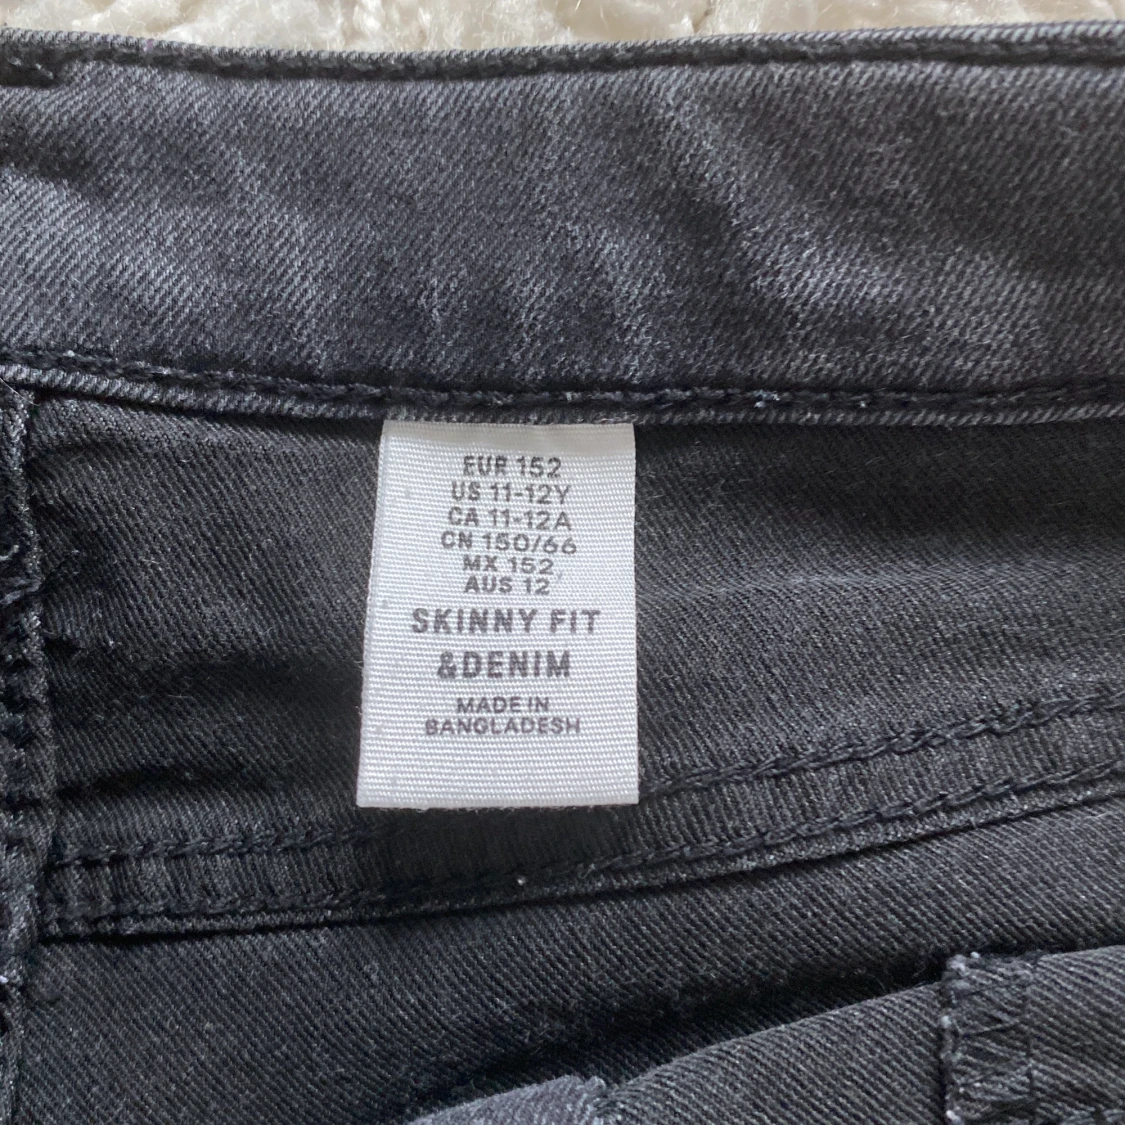 EUR 152
US 11-12Y
CA 11-12A
CN 150/66
MX 152
AUS 12
SKINNY FIT
&DENIM
MADE IN
BANGLADESH